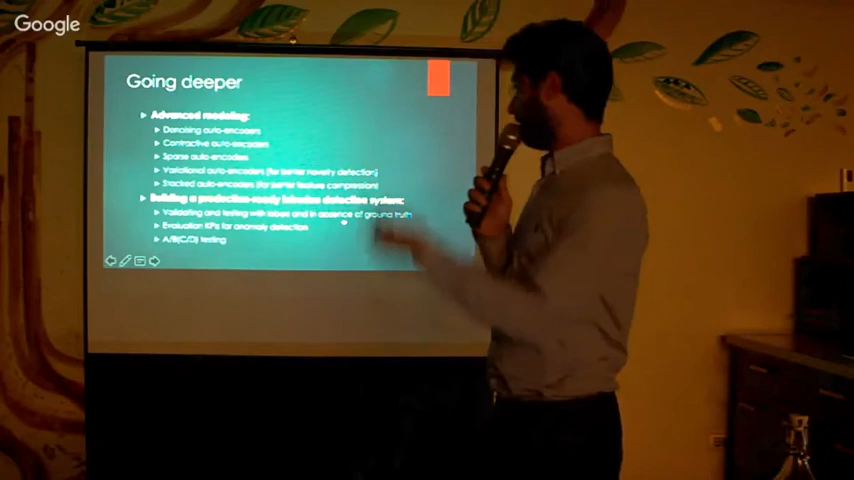 Google
Going deeper
Advanced modeling:
Denoising auto-encoders
Contractive auto-encoders
Sparse auto-encoders
Variational auto-encoders (for better novelty detection)
Stacked auto-encoders (for better feature compression)
Building a production-ready intrusion detection system:
Validating and testing with labels and in absence of ground truth
Evaluation KPIs for anomaly detection
A/B(C/D) testing